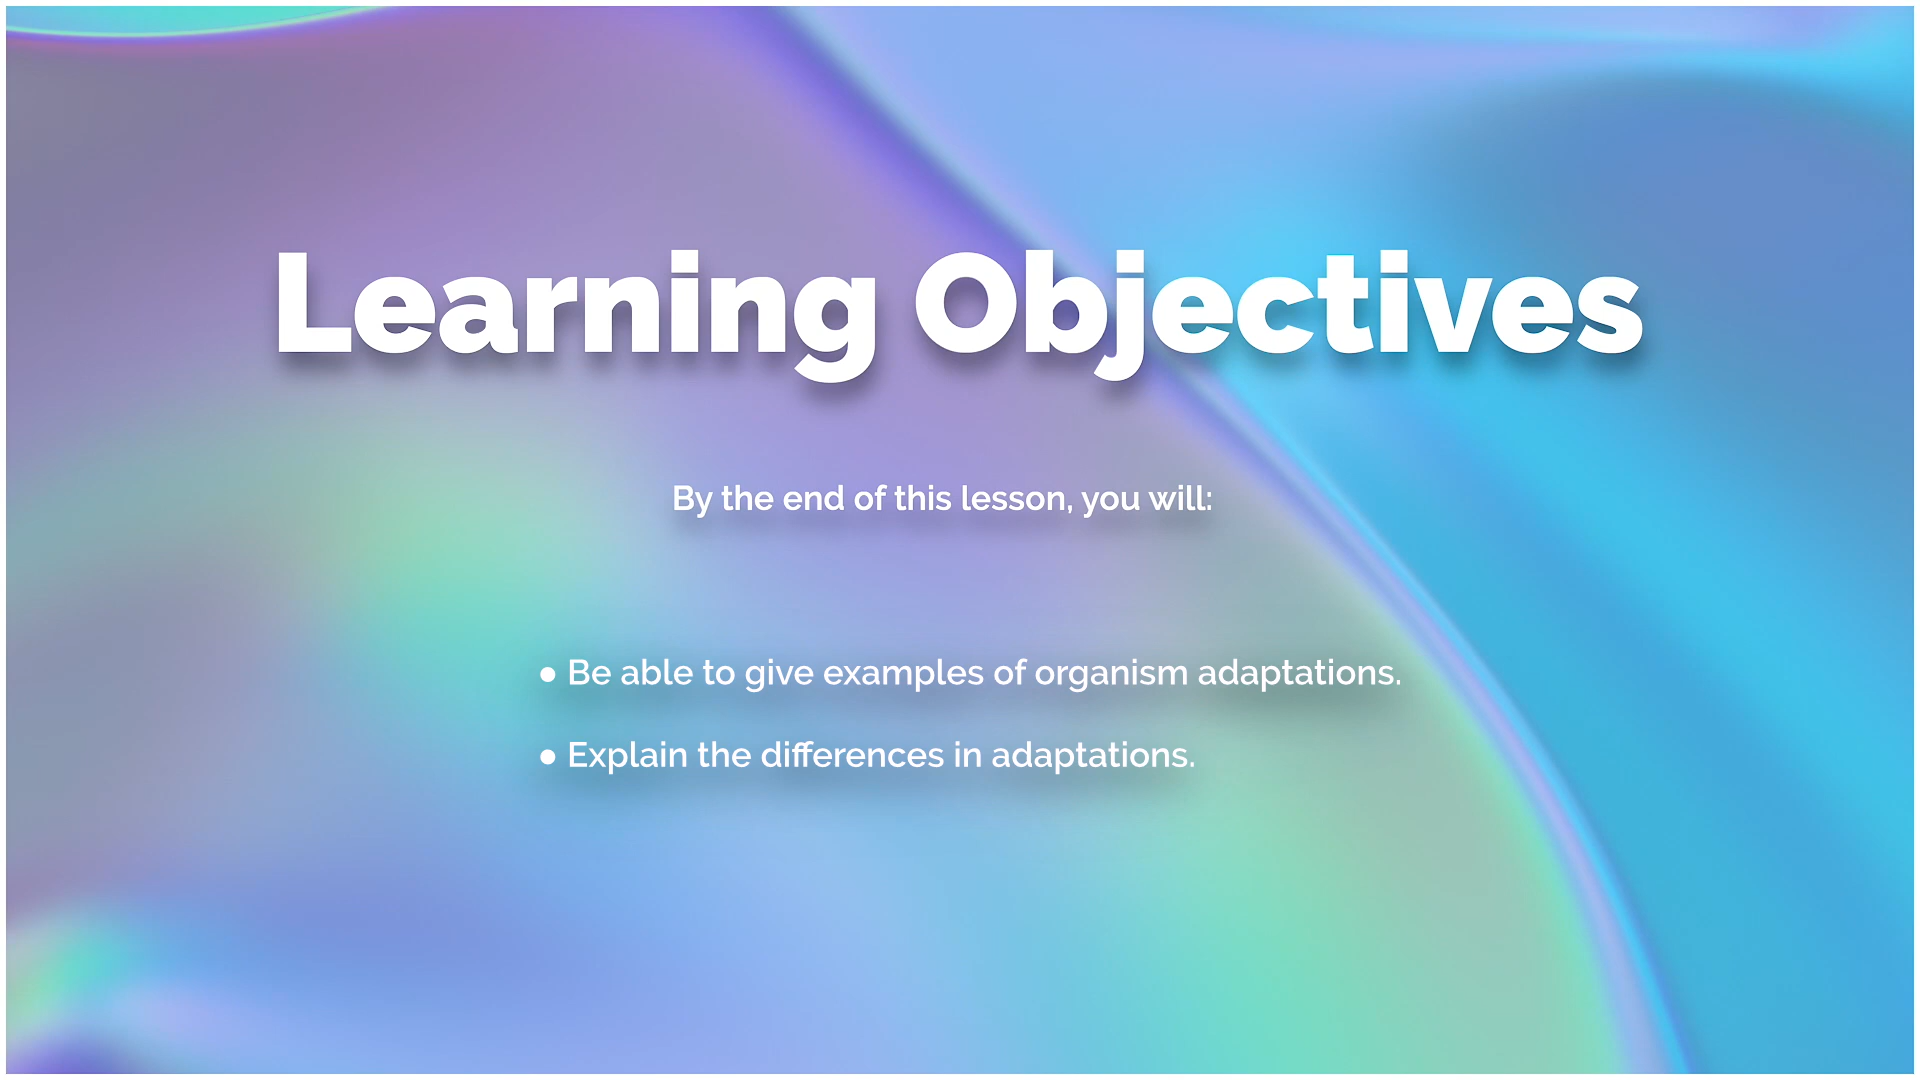 Learning Objectives
By the end of this lesson, you will:
● Be able to give examples of organism adaptations.
● Explain the differences in adaptations.